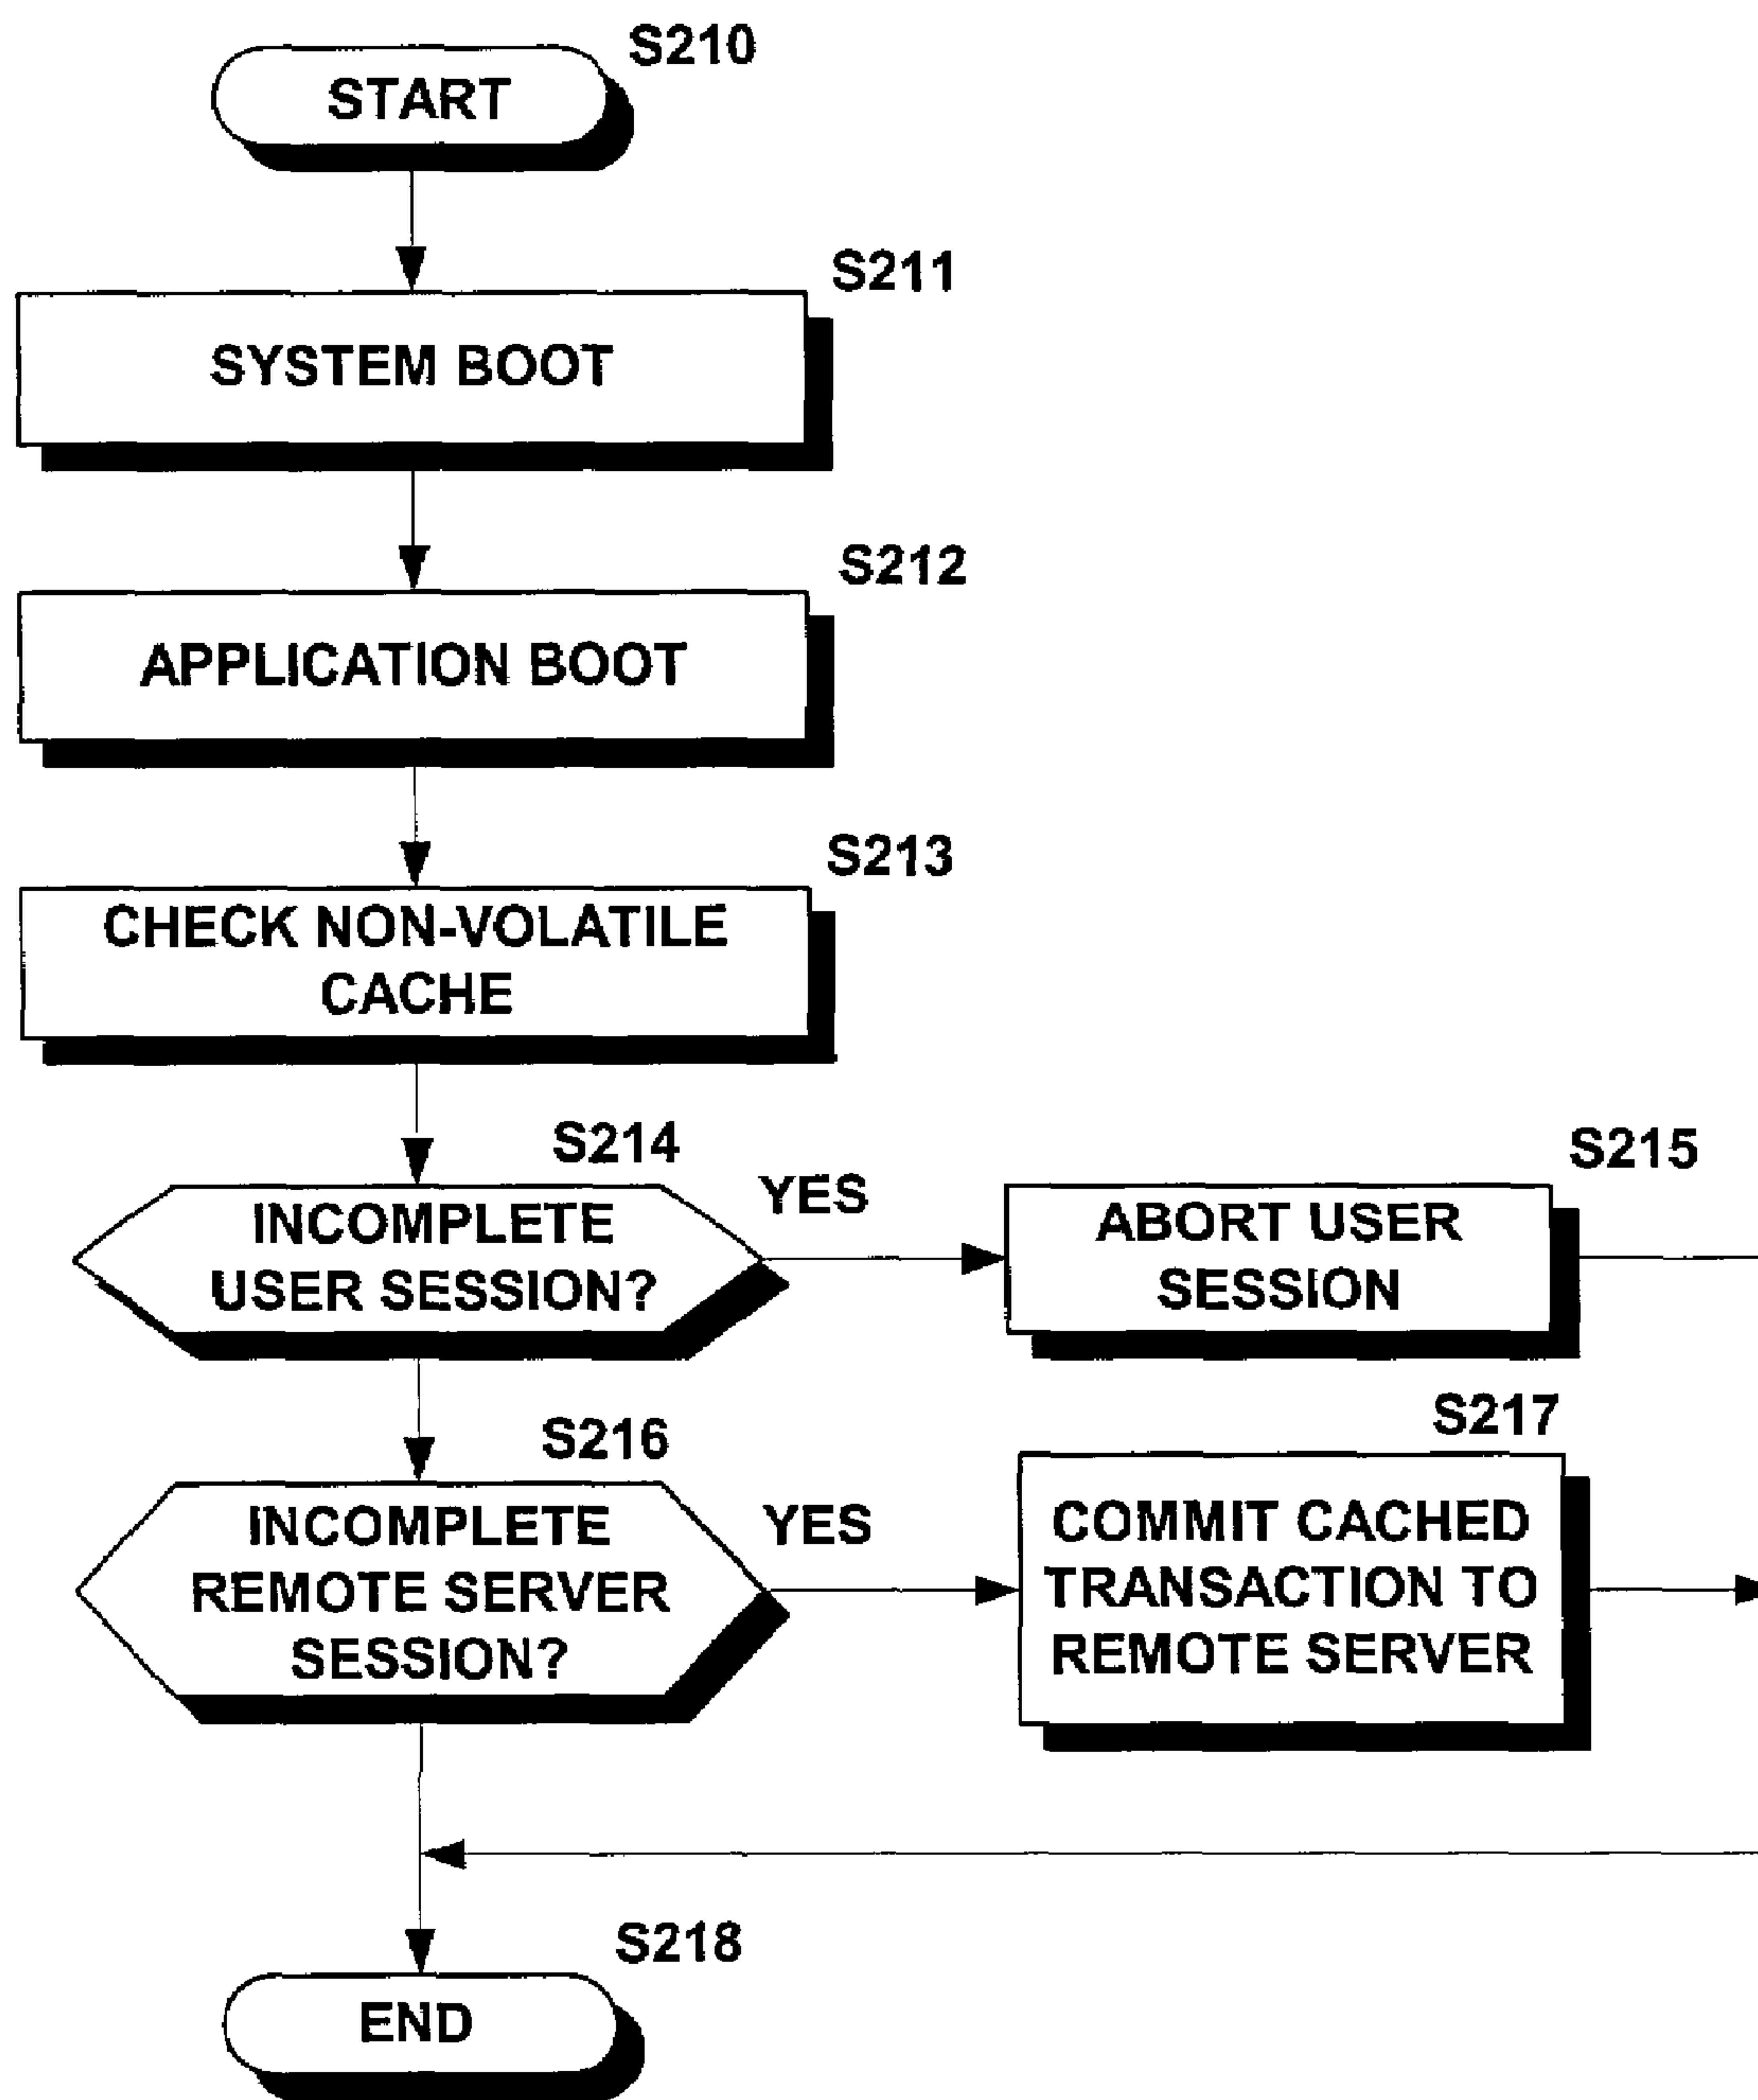 S210
START
S211
SYSTEM BOOT
S212
APPLICATION BOOT
S213
CHECK NON-VOLATILE
CACHE
S214
INCOMPLETE
USER SESSION?
YES
S215
ABORT USER
SESSION
S216
INCOMPLETE
REMOTE SERVER
SESSION?
YES
S217
COMMIT CACHED
TRANSACTION TO
REMOTE SERVER
S218
END